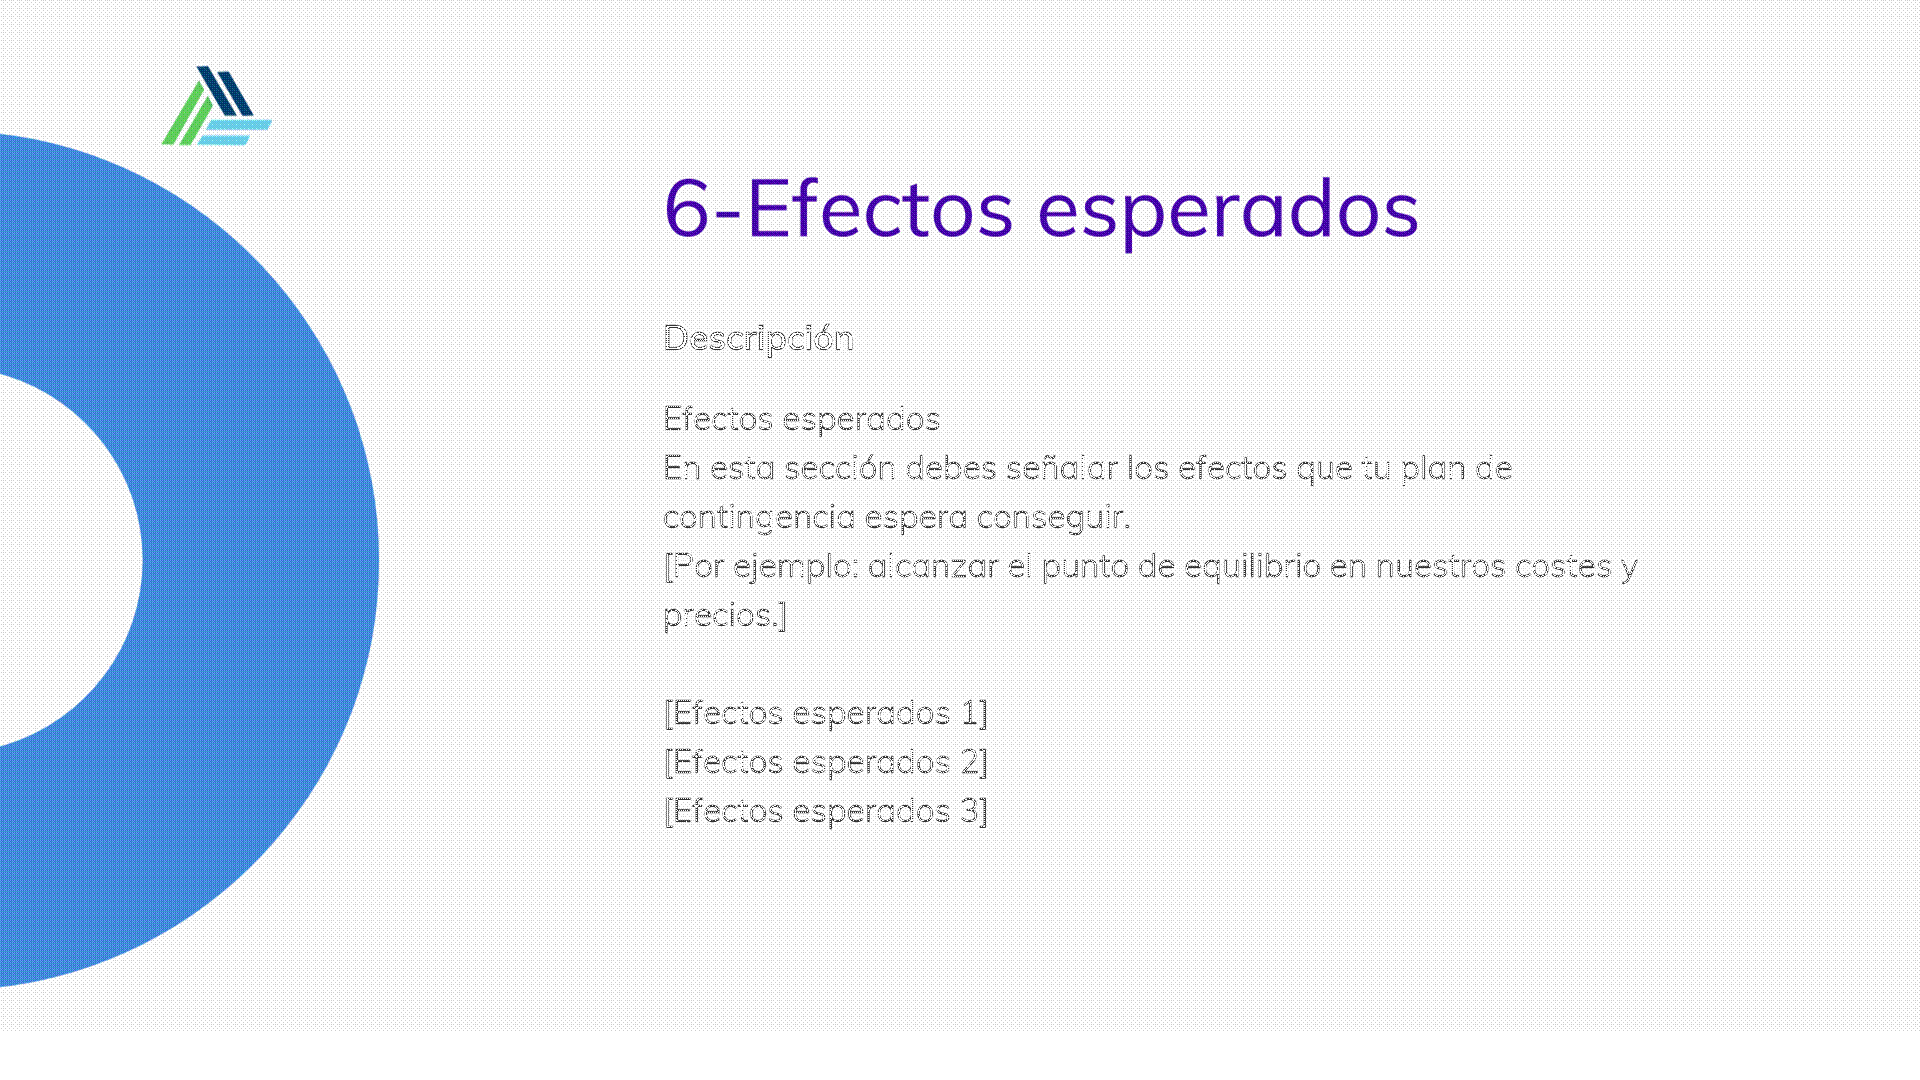 6-Efectos esperados
Descripción
Efectos esperados
En esta sección debes señalar los efectos que tu plan de
contingencia espera conseguir.
[Por ejemplo: alcanzar el punto de equilibrio en nuestros costes y
precios.]
[Efectos esperados 1]
[Efectos esperados 2]
[Efectos esperados 3]